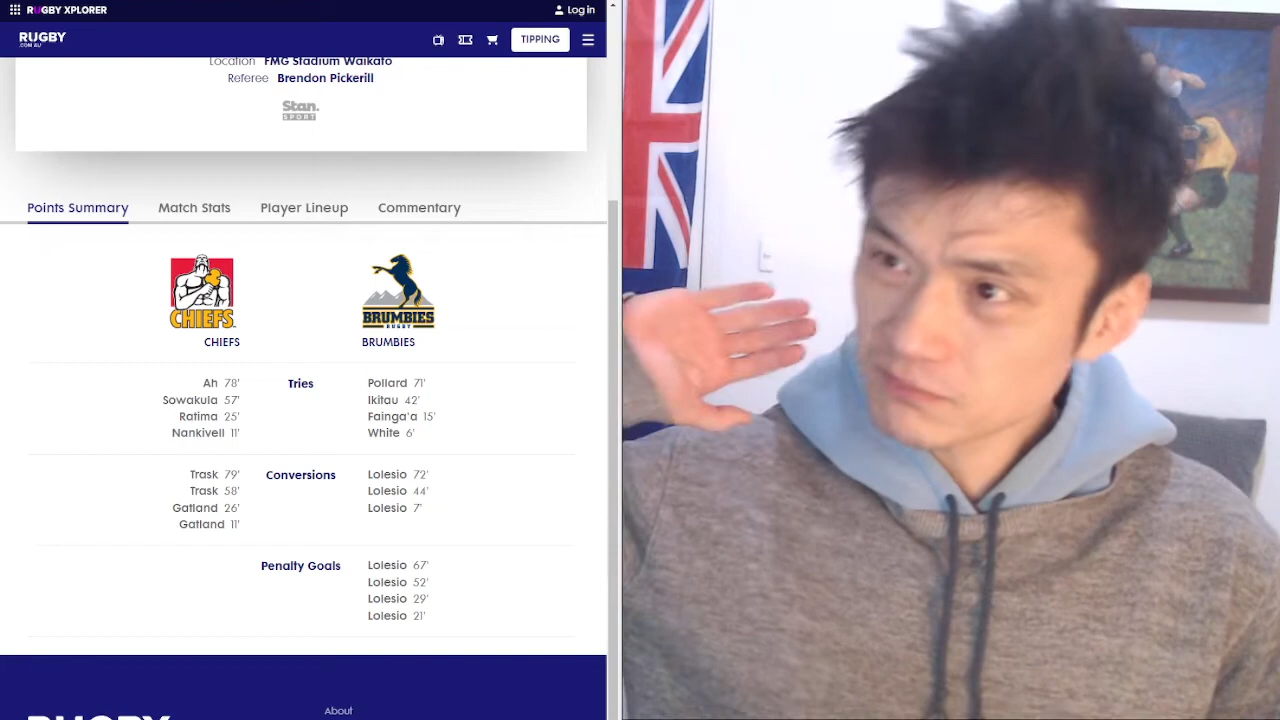 RUGBY XPLORER
Log in
RUGBY
.COM.AU
TIPPING
Location FMG Stadium Waikato
Referee Brendon Pickerill
Stan.
SPORT
Points Summary Match Stats Player Lineup Commentary
CHIEFS
BRUMBIES
RUGBY
CHIEFS BRUMBIES
Ah 78' Tries Pollard 71'
Sowakula 57' Ikitau 42'
Ratima 25' Fainga'a 15'
Nankivell 11' White 6'
Trask 79' Conversions Lolesio 72'
Trask 58' Lolesio 44'
Gatland 26' Lolesio 7'
Gatland 11'
Penalty Goals Lolesio 67'
Lolesio 52'
Lolesio 29'
Lolesio 21'
About
RUGBY